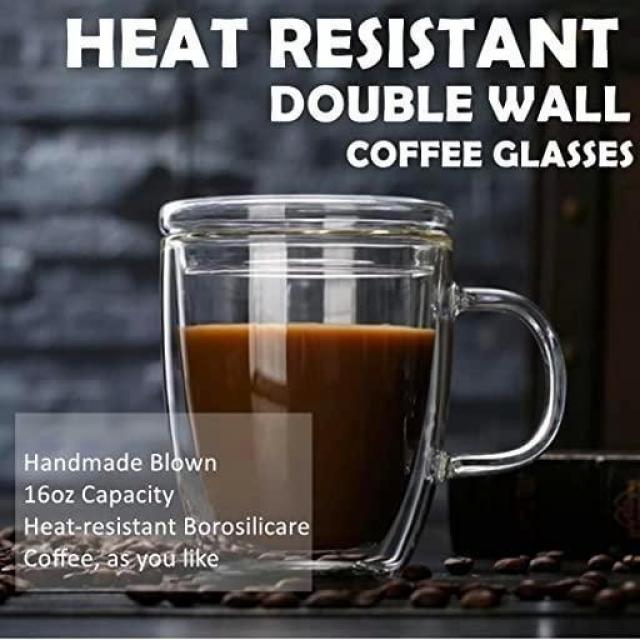 HEAT RESISTANT
DOUBLE WALL
COFFEE GLASSES
Handmade Blown
16oz Capacity
Heat-resistant Borosilicare
Coffee, as you like